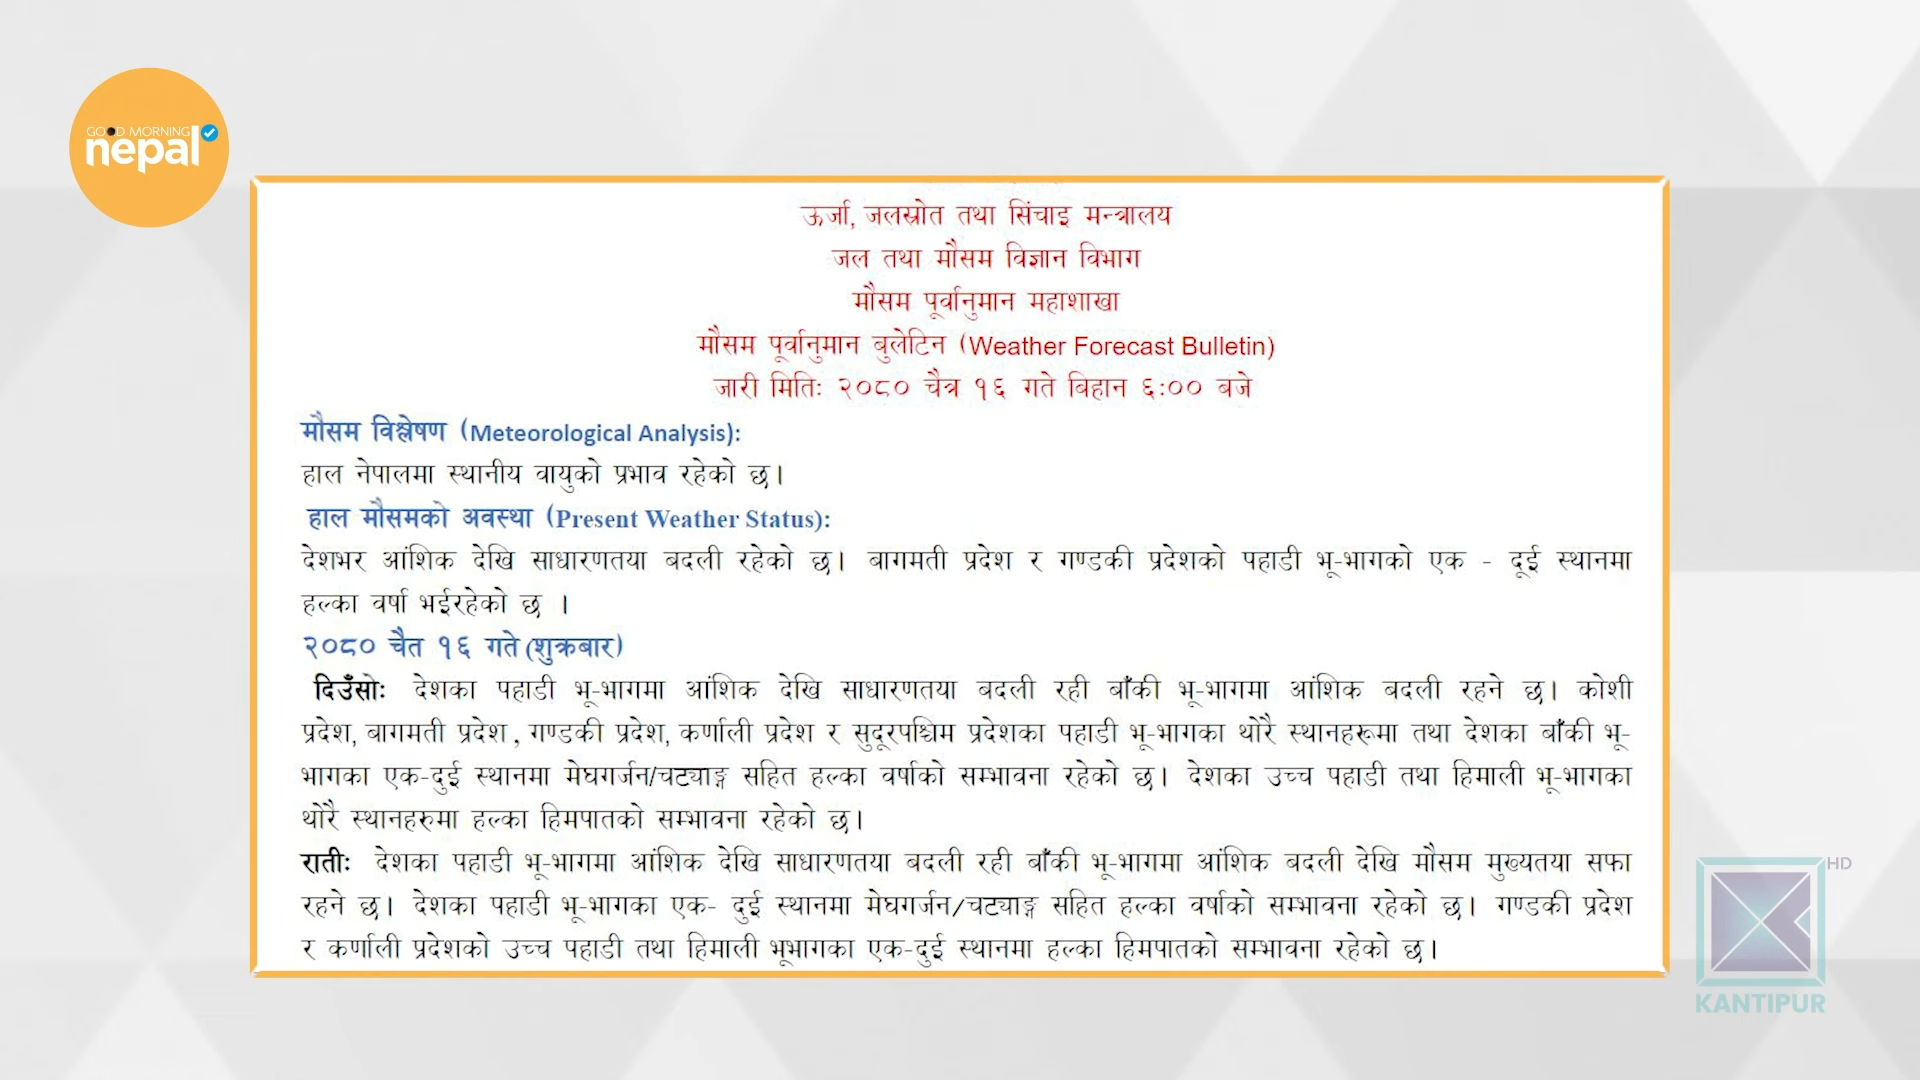 GOOD MORNING
nepal
ऊर्जा, जलस्रोत तथा सिंचाइ मन्त्रालय
जल तथा मौसम विज्ञान विभाग
मौसम पूर्वानुमान महाशाखा
मौसम पूर्वानुमान बुलेटिन (Weather Forecast Bulletin)
जारी मितिः २०८० चैत्र १६ गते बिहान ६:०० बजे
मौसम विश्लेषण (Meteorological Analysis):
हाल नेपालमा स्थानीय वायुको प्रभाव रहेको छ।
हाल मौसमको अवस्था (Present Weather Status):
देशभर आंशिक देखि साधारणतया बदली रहेको छ। बागमती प्रदेश र गण्डकी प्रदेशको पहाडी भू-भागको एक - दूई स्थानमा
हल्का वर्षा भईरहेको छ ।
२०८० चैत १६ गते (शुक्रबार)
दिउँसोः देशका पहाडी भू-भागमा आंशिक देखि साधारणतया बदली रही बाँकी भू-भागमा आंशिक बदली रहने छ। कोशी
प्रदेश, बागमती प्रदेश, गण्डकी प्रदेश, कर्णाली प्रदेश र सुदूरपश्चिम प्रदेशका पहाडी भू-भागका थोरै स्थानहरूमा तथा देशका बाँकी भू-
भागका एक-दुई स्थानमा मेघगर्जन/चट्याङ्ग सहित हल्का वर्षाको सम्भावना रहेको छ। देशका उच्च पहाडी तथा हिमाली भू-भागका
थोरै स्थानहरुमा हल्का हिमपातको सम्भावना रहेको छ।
रातीः देशका पहाडी भू-भागमा आंशिक देखि साधारणतया बदली रही बाँकी भू-भागमा आंशिक बदली देखि मौसम मुख्यतया सफा
रहने छ। देशका पहाडी भू-भागका एक- दुई स्थानमा मेघगर्जन/चट्याङ्ग सहित हल्का वर्षाको सम्भावना रहेको छ। गण्डकी प्रदेश
र कर्णाली प्रदेशको उच्च पहाडी तथा हिमाली भूभागका एक-दुई स्थानमा हल्का हिमपातको सम्भावना रहेको छ।
HD
KANTIPUR